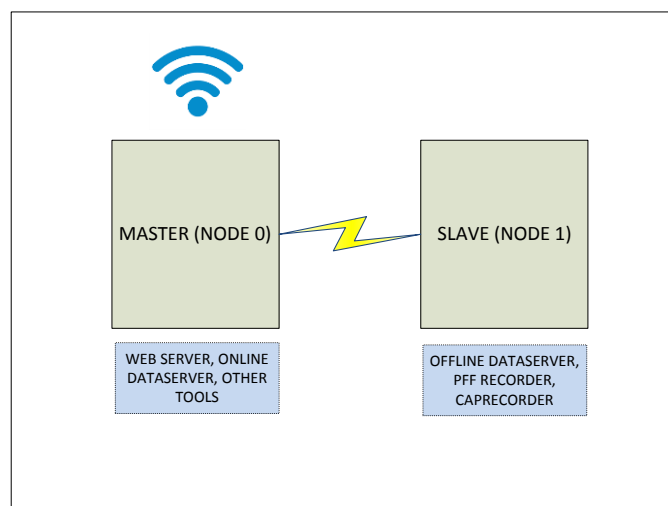 MASTER (NODE 0)
SLAVE (NODE 1)
WEB SERVER, ONLINE
DATASERVER, OTHER
TOOLS
OFFLINE DATASERVER,
PFF RECORDER,
CAPRECORDER